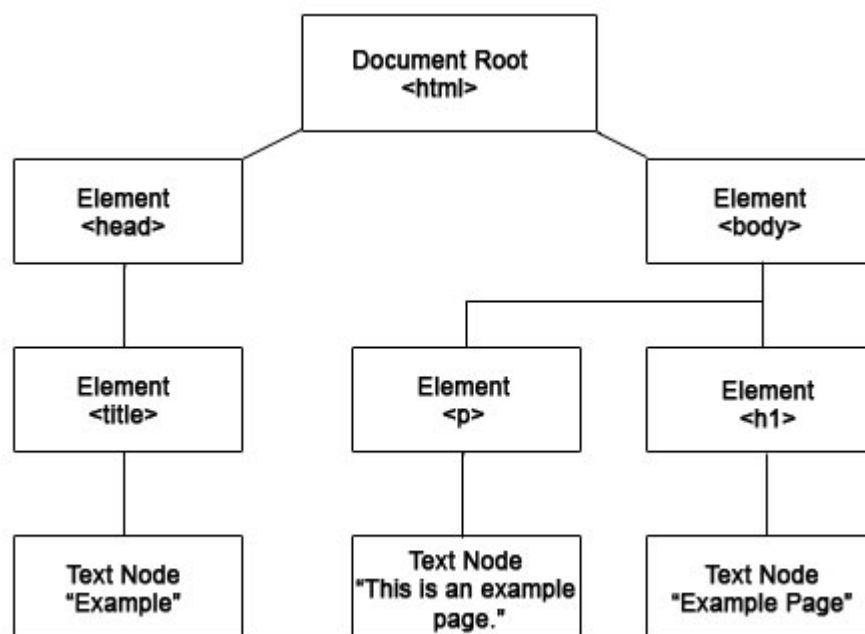 Document Root
<html>
Element
<head>
Element
<body>
Element
<title>
Element
<p>
Element
<h1>
Text Node
“Example”
Text Node
“This is an example
page.”
Text Node
“Example Page”